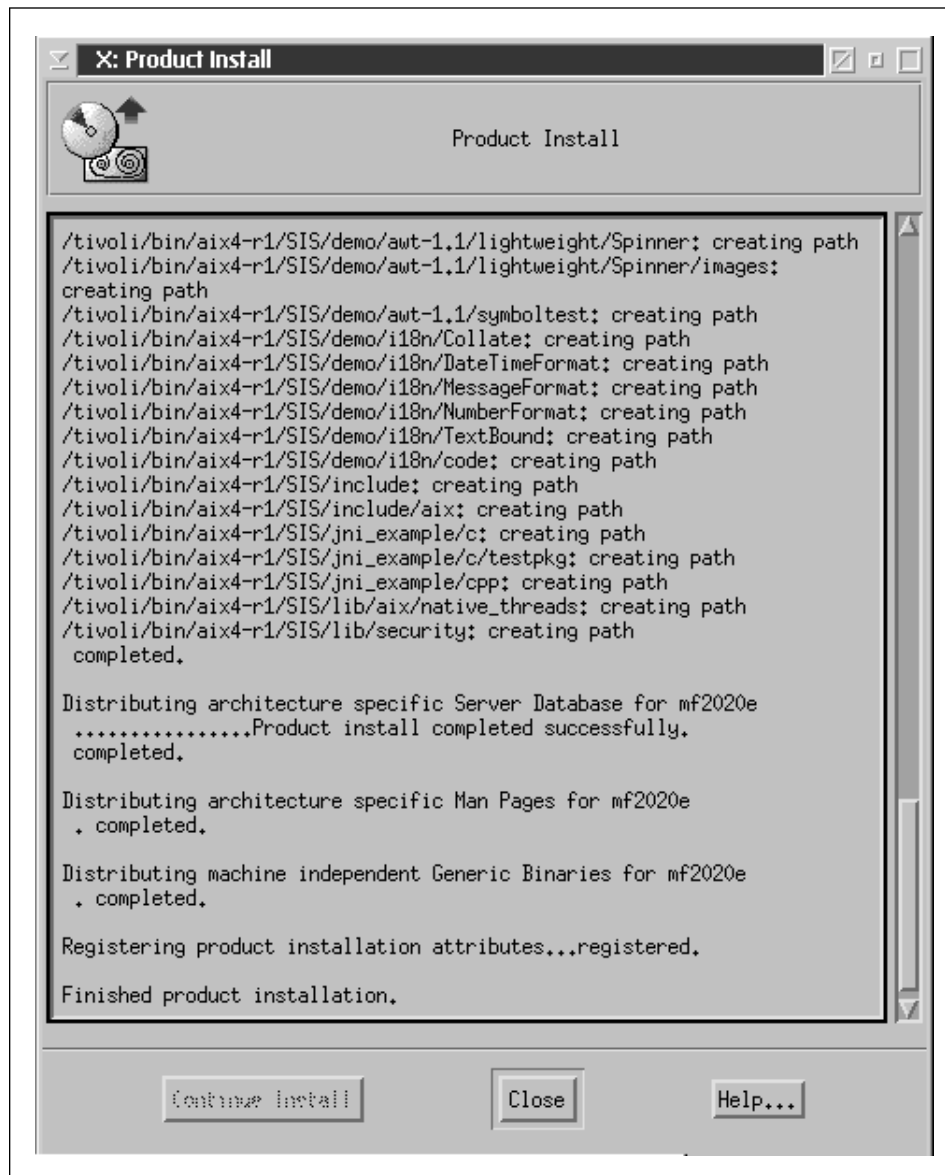 X: Product Install
Product Install
/tivoli/bin/aix4-r1/SIS/demo/awt-1.1/lightweight/Spinner: creating path
/tivoli/bin/aix4-r1/SIS/demo/awt-1.1/lightweight/Spinner/images:
creating path
/tivoli/bin/aix4-r1/SIS/demo/awt-1.1/symboltest: creating path
/tivoli/bin/aix4-r1/SIS/demo/i18n/Collate: creating path
/tivoli/bin/aix4-r1/SIS/demo/i18n/DateTimeFormat: creating path
/tivoli/bin/aix4-r1/SIS/demo/i18n/MessageFormat: creating path
/tivoli/bin/aix4-r1/SIS/demo/i18n/NumberFormat: creating path
/tivoli/bin/aix4-r1/SIS/demo/i18n/TextBound: creating path
/tivoli/bin/aix4-r1/SIS/demo/i18n/code: creating path
/tivoli/bin/aix4-r1/SIS/include: creating path
/tivoli/bin/aix4-r1/SIS/include/aix: creating path
/tivoli/bin/aix4-r1/SIS/jni_example/c: creating path
/tivoli/bin/aix4-r1/SIS/jni_example/c/testpkg: creating path
/tivoli/bin/aix4-r1/SIS/jni_example/cpp: creating path
/tivoli/bin/aix4-r1/SIS/lib/aix/native_threads: creating path
/tivoli/bin/aix4-r1/SIS/lib/security: creating path
completed.
Distributing architecture specific Server Database for mf2020e
................Product install completed successfully.
completed.
Distributing architecture specific Man Pages for mf2020e
. completed.
Distributing machine independent Generic Binaries for mf2020e
. completed.
Registering product installation attributes...registered.
Finished product installation.
Continue Install
Close
Help...